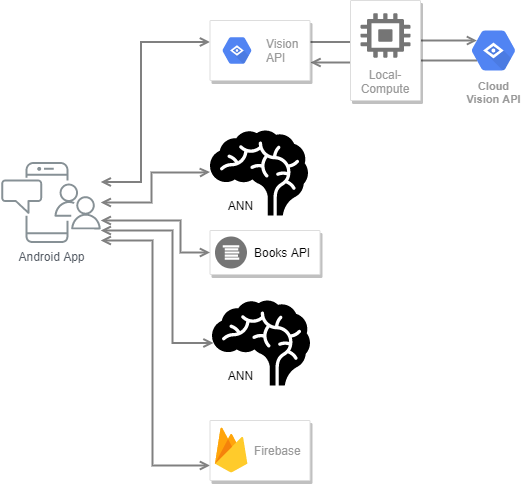 Vision
API
Local-
Compute
Cloud
Vision API
ANN
Android App
Books API
ANN
Firebase